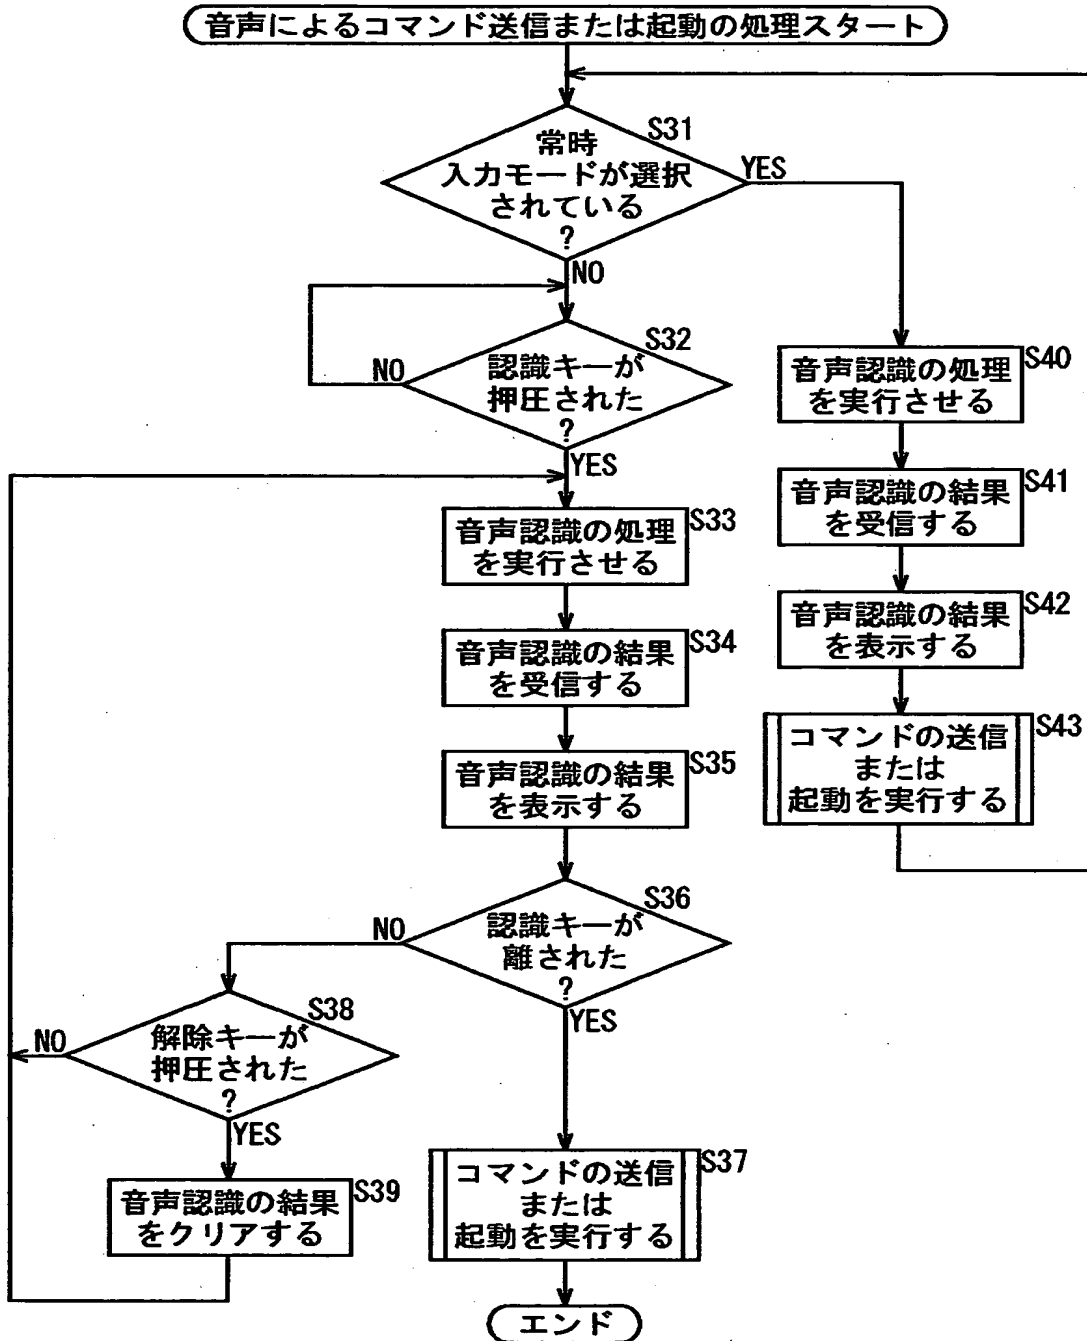 音声によるコマンド送信または起動の処理スタート
S31
常時
入力モードが選択
されている
?
YES
NO
S32
認識キーが
押圧された
?
NO
YES
S33
音声認識の処理
を実行させる
S34
音声認識の結果
を受信する
S35
音声認識の結果
を表示する
S36
認識キーが
離された
?
NO
YES
S38
解除キーが
押圧された
?
NO
YES
S39
音声認識の結果
をクリアする
S37
コマンドの送信
または
起動を実行する
エンド
S40
音声認識の処理
を実行させる
S41
音声認識の結果
を受信する
S42
音声認識の結果
を表示する
S43
コマンドの送信
または
起動を実行する